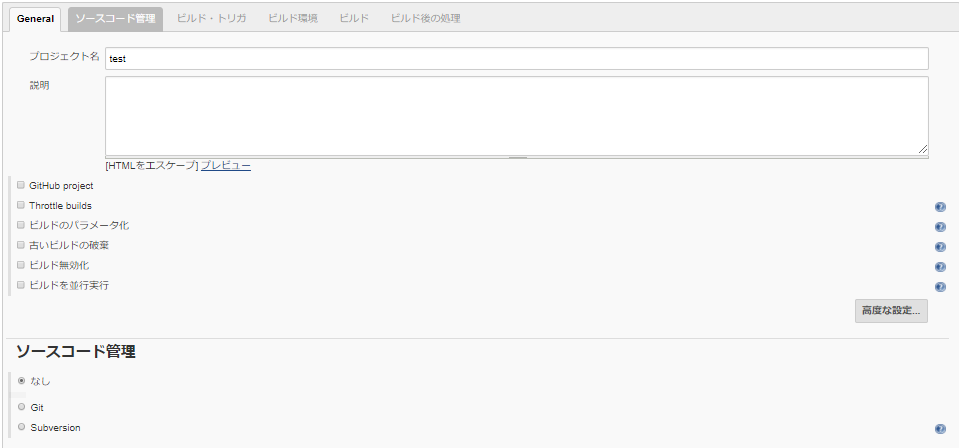 General ソースコード管理 ビルド・トリガ ビルド環境 ビルド ビルド後の処理
プロジェクト名 test
説明
[HTMLをエスケープ] プレビュー
GitHub project
Throttle builds
ビルドのパラメータ化
古いビルドの破棄
ビルド無効化
ビルドを並行実行
高度な設定...
ソースコード管理
なし
Git
Subversion